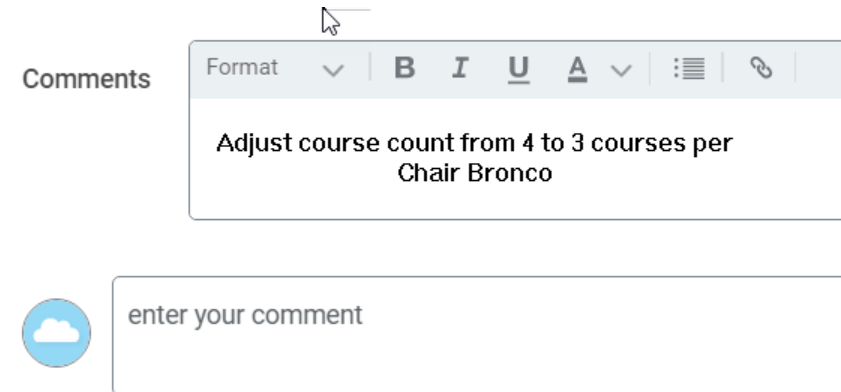 Format B I U A
Comments
Adjust course count from 4 to 3 courses per
Chair Bronco
enter your comment